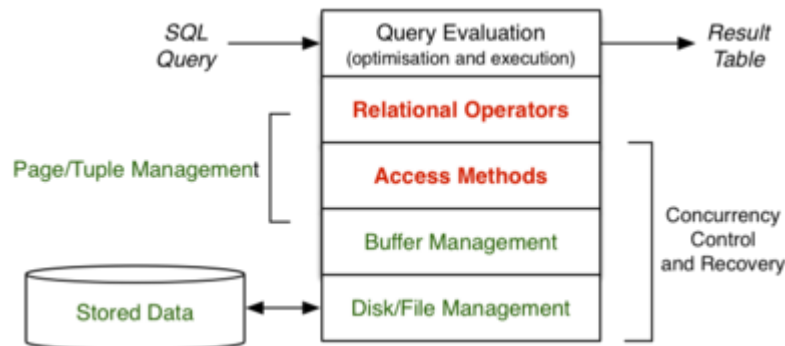 SQL
Query
Query Evaluation
(optimisation and execution)
Result
Table
Relational Operators
Page/Tuple Management
Access Methods
Buffer Management
Concurrency
Control
and Recovery
Stored Data
Disk/File Management